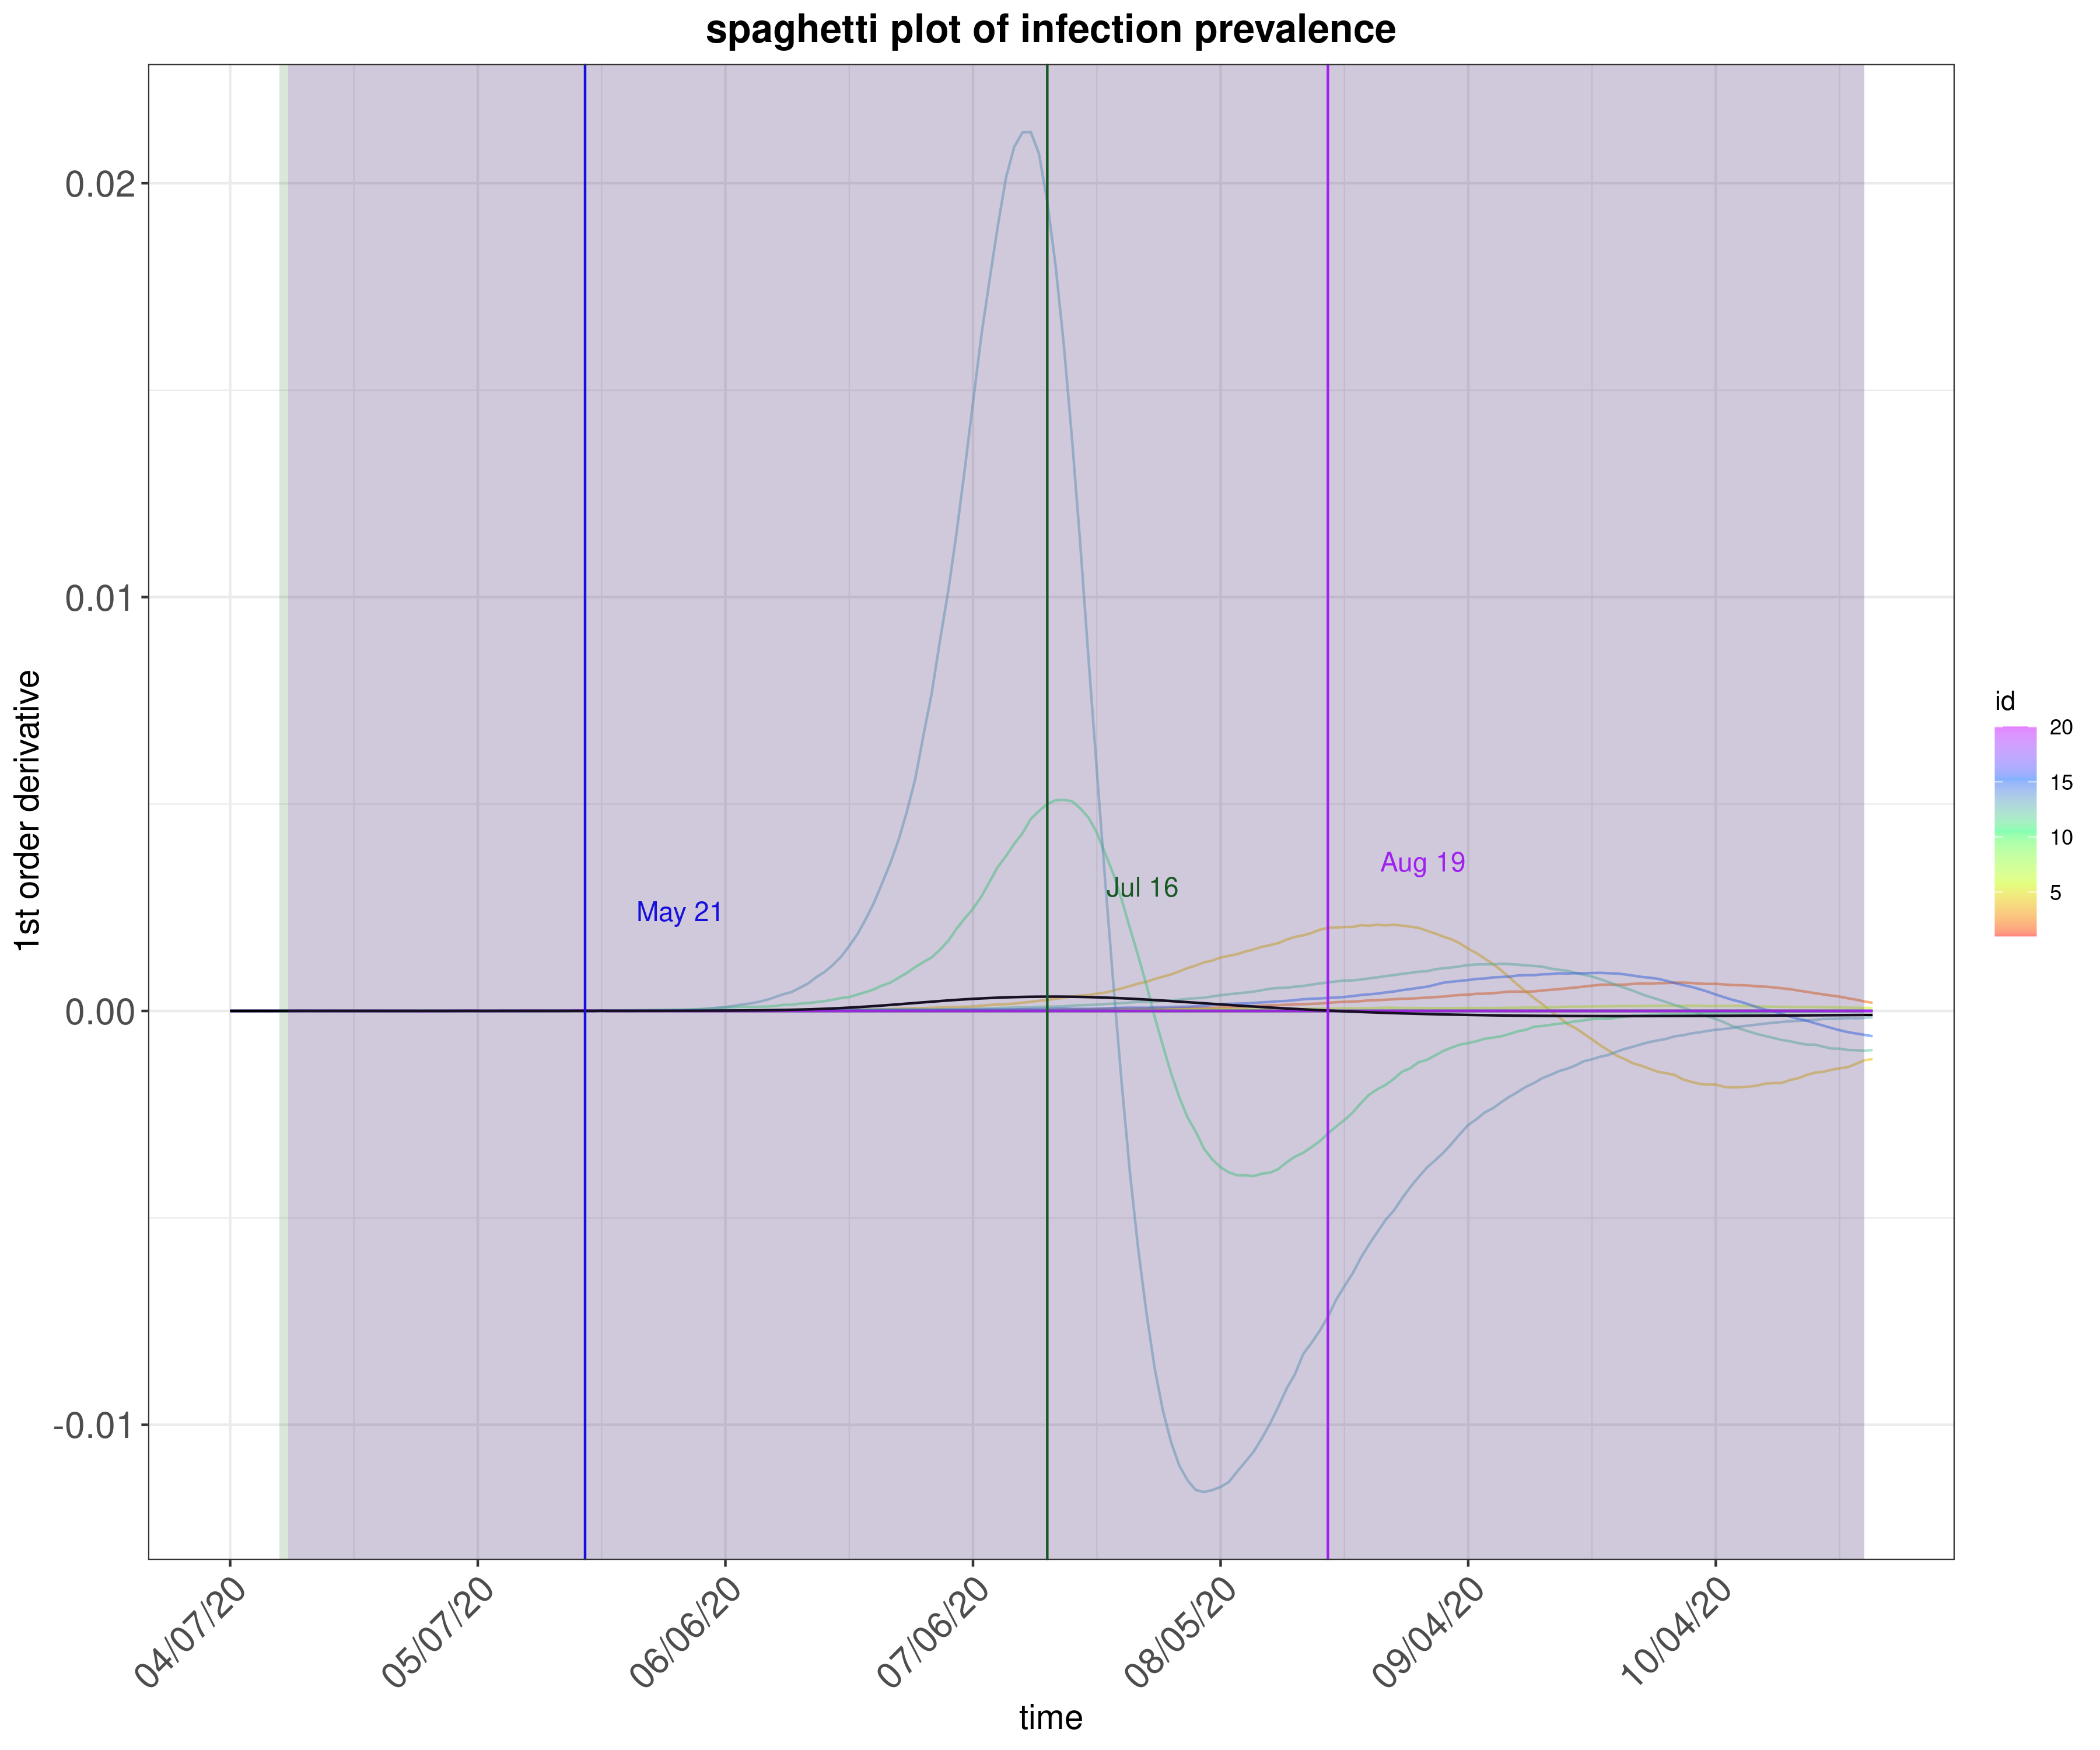 spaghetti plot of infection prevalence
1st order derivative
0.02
0.01
0.00
-0.01
May 21
Jul 16
Aug 19
04/07/20
05/07/20
06/06/20
07/06/20
08/05/20
09/04/20
10/04/20
time
id
20
15
10
5